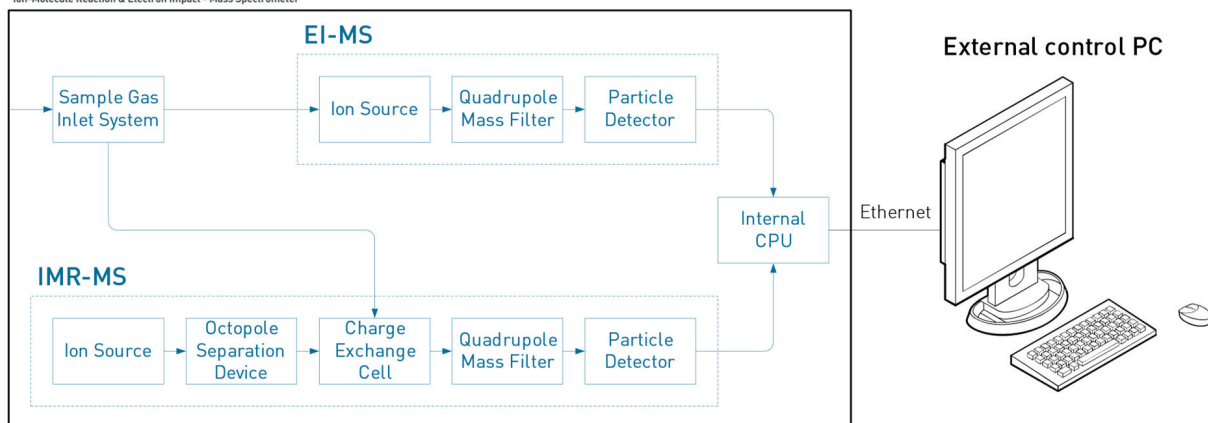 Ion-Molecule Reaction & Electron Impact - Mass Spectrometer
EI-MS
External control PC
Sample Gas
Inlet System
Ion Source
Quadrupole
Mass Filter
Particle
Detector
Internal
CPU
Ethernet
IMR-MS
Ion Source
Octopole
Separation
Device
Charge
Exchange
Cell
Quadrupole
Mass Filter
Particle
Detector